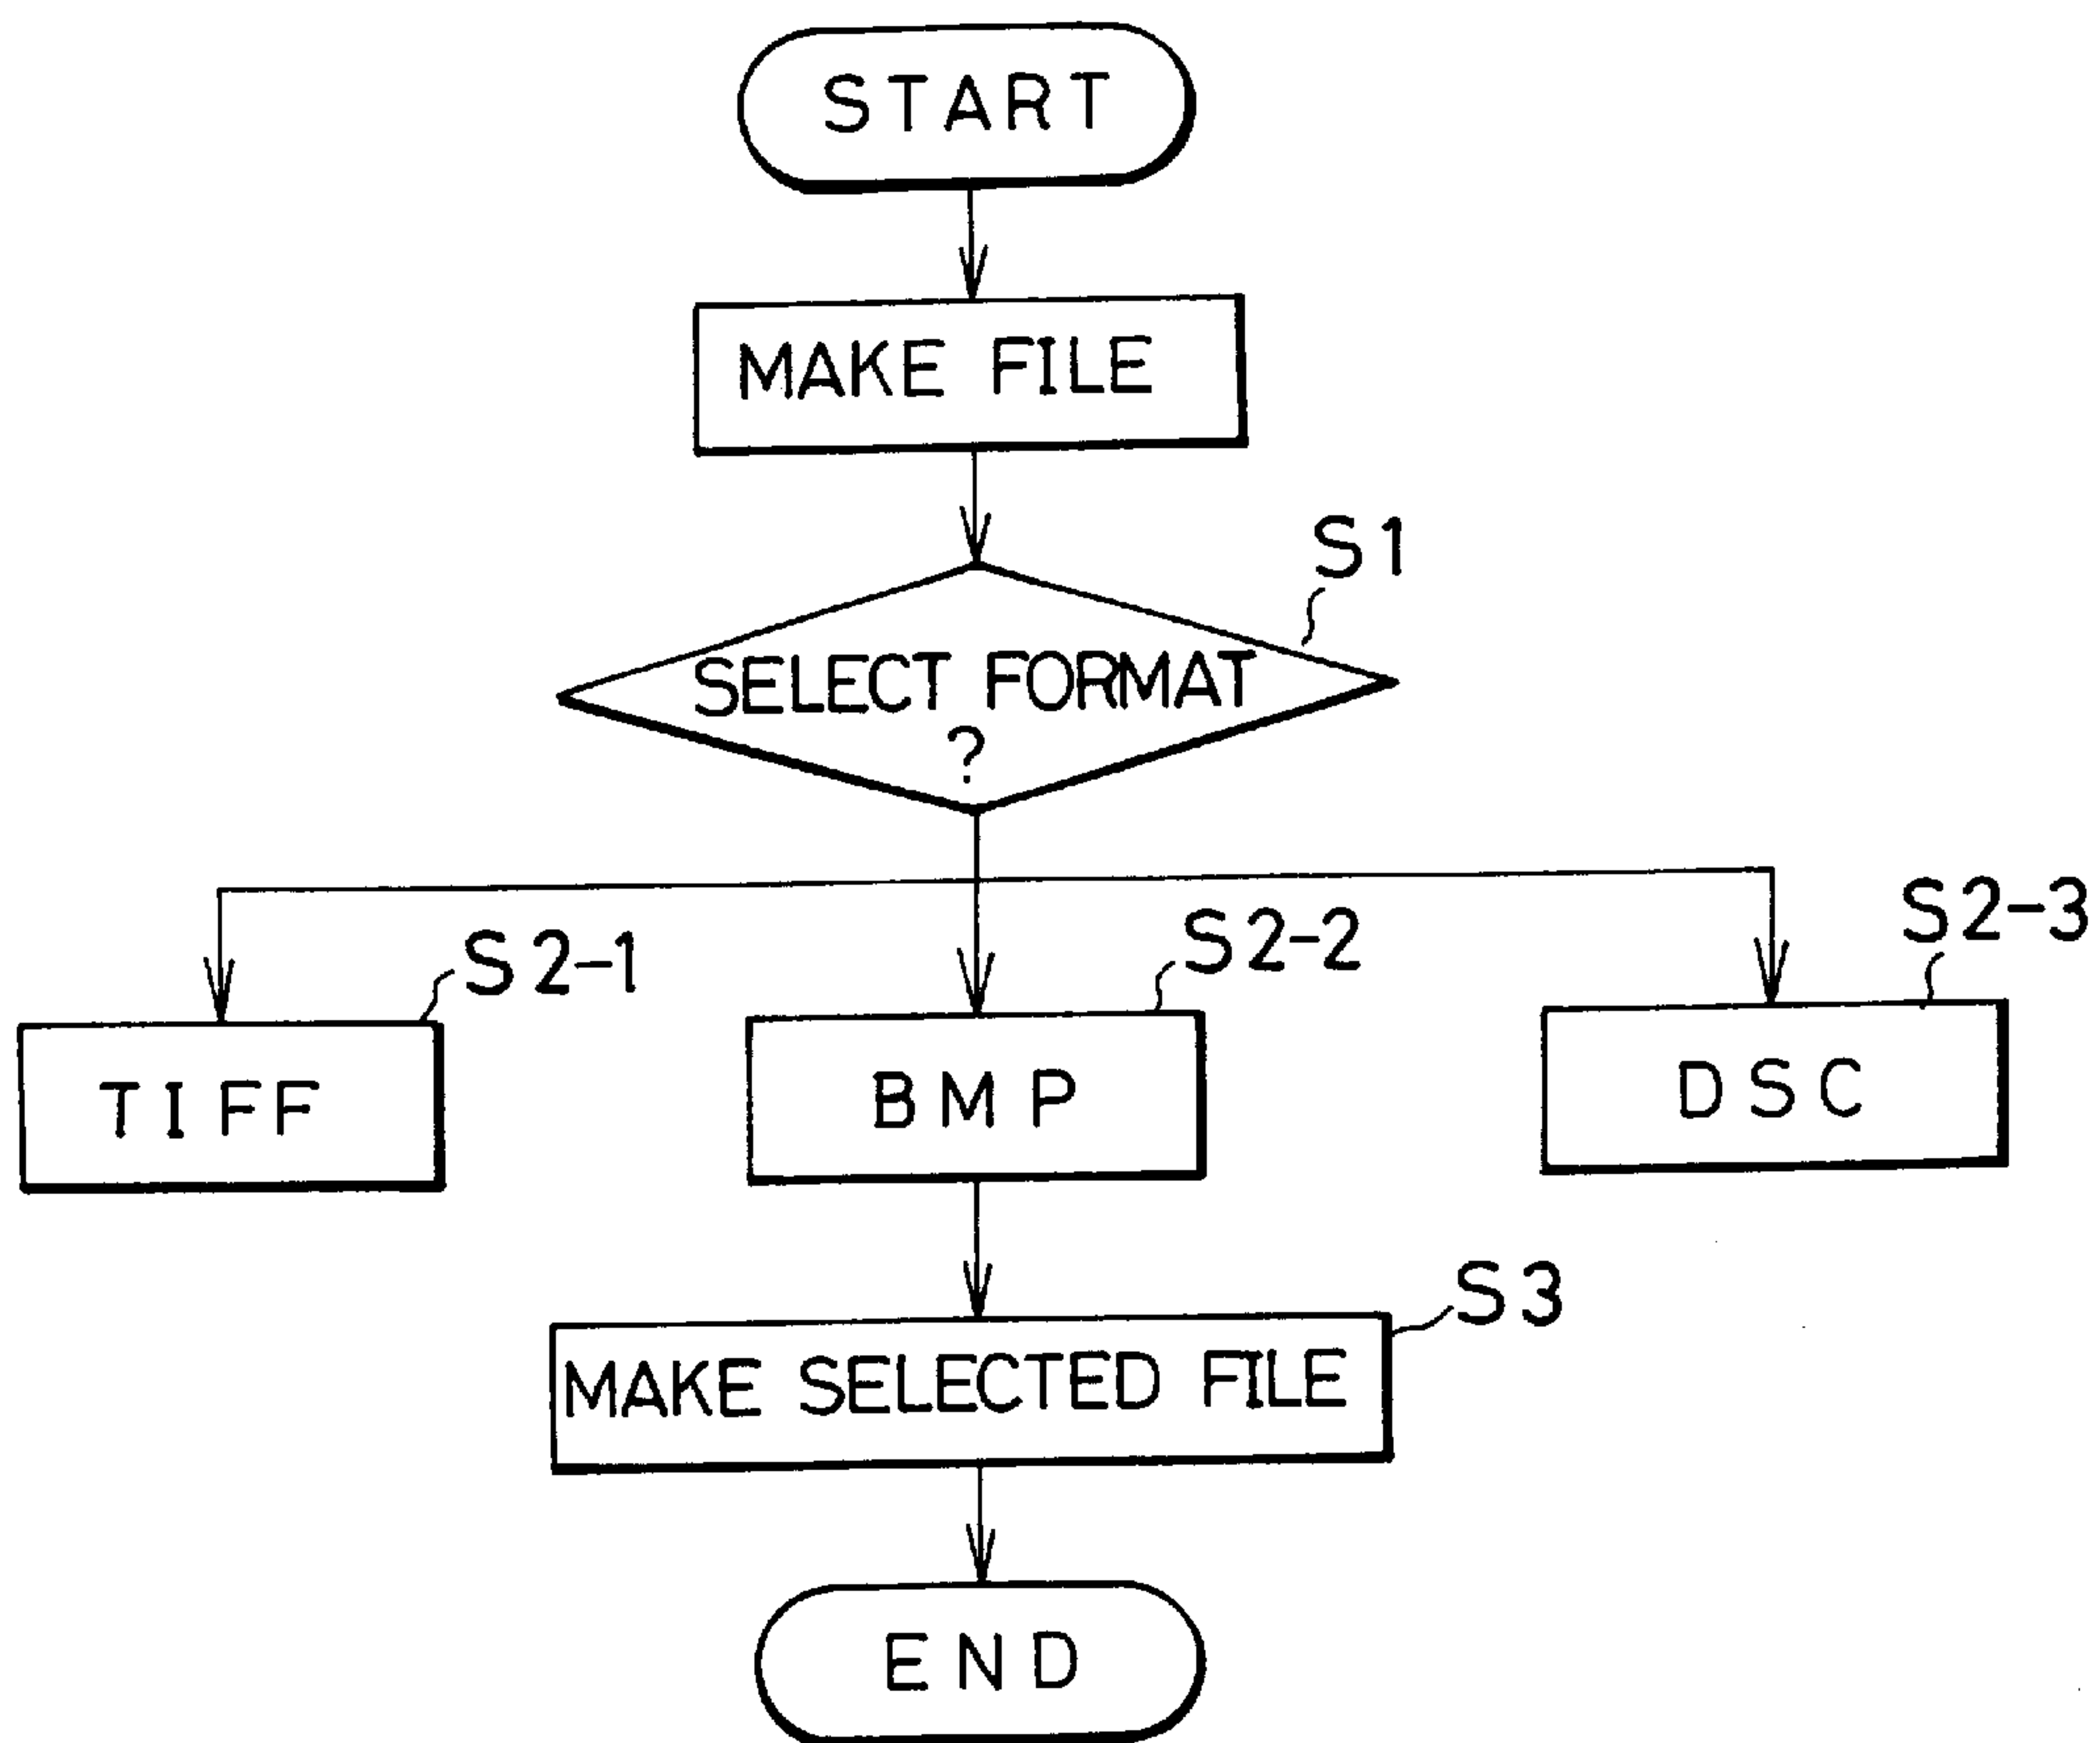 START
MAKE FILE
S1
SELECT FORMAT
?
S2-1
S2-2
S2-3
TIFF
BMP
DSC
S3
MAKE SELECTED FILE
END